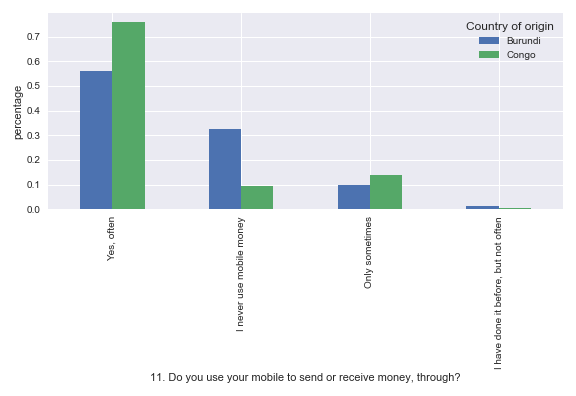 Country of origin
Burundi
Congo
percentage
0.7
0.6
0.5
0.4
0.3
0.2
0.1
0.0
Yes, often
I never use mobile money
Only sometimes
I have done it before, but not often
11. Do you use your mobile to send or receive money, through?